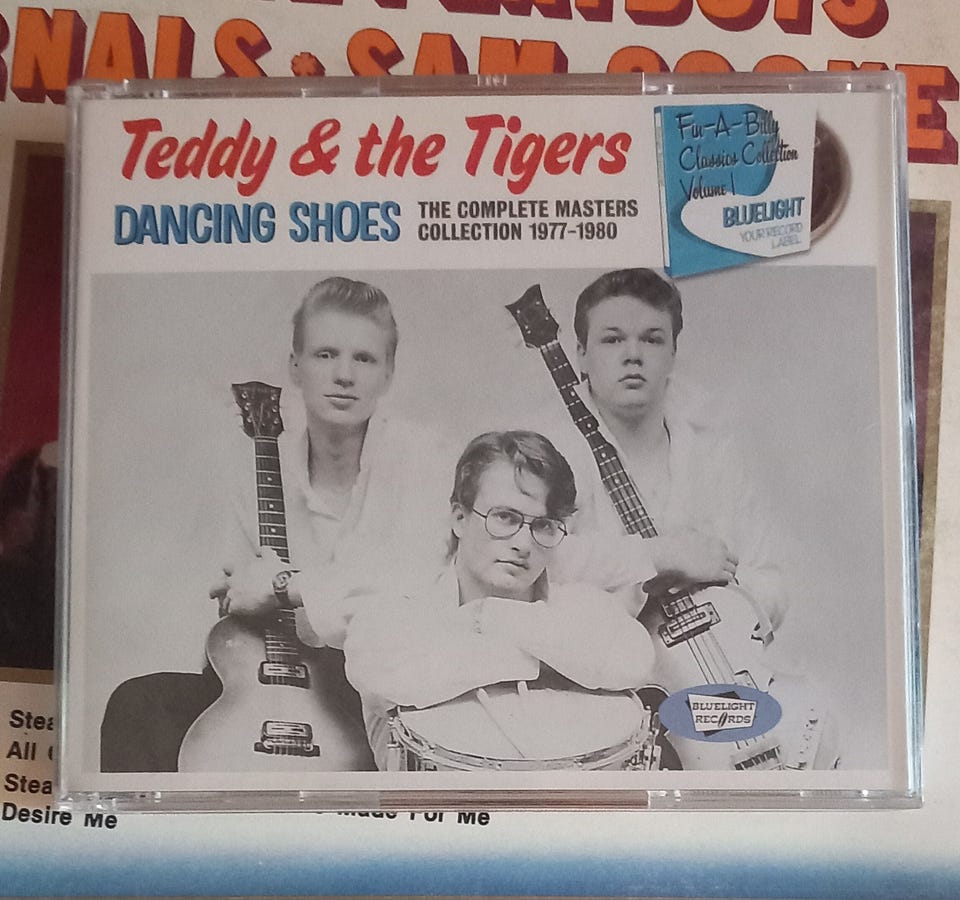 NALS * SAM COOKE
Teddy & the Tigers
DANCING SHOES
THE COMPLETE MASTERS
COLLECTION 1977-1980
Fin-A-Billy
Classics Collection
Volume 1
BLUELIGHT
YOUR RECORD
LABEL
BLUELIGHT
RECORDS
Stea
All
Stea
Desire Me
Made For Me